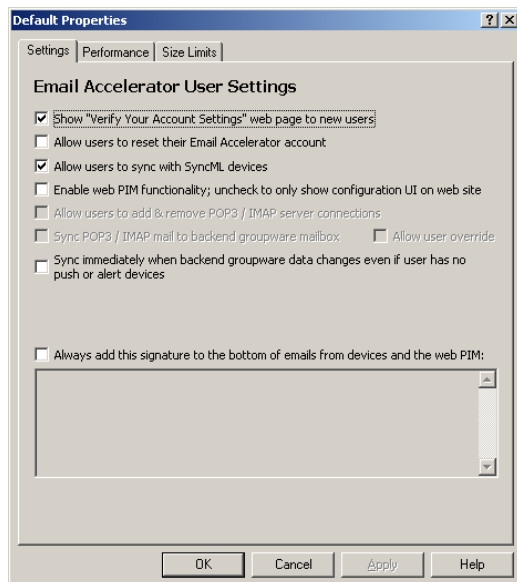 Default Properties
Settings Performance Size Limits
Email Accelerator User Settings
Show "Verify Your Account Settings" web page to new users
Allow users to reset their Email Accelerator account
Allow users to sync with SyncML devices
Enable web PIM functionality; uncheck to only show configuration UI on web site
Allow users to add & remove POP3 / IMAP server connections
Sync POP3 / IMAP mail to backend groupware mailbox Allow user override
Sync immediately when backend groupware data changes even if user has no
push or alert devices
Always add this signature to the bottom of emails from devices and the web PIM:
OK Cancel Apply Help